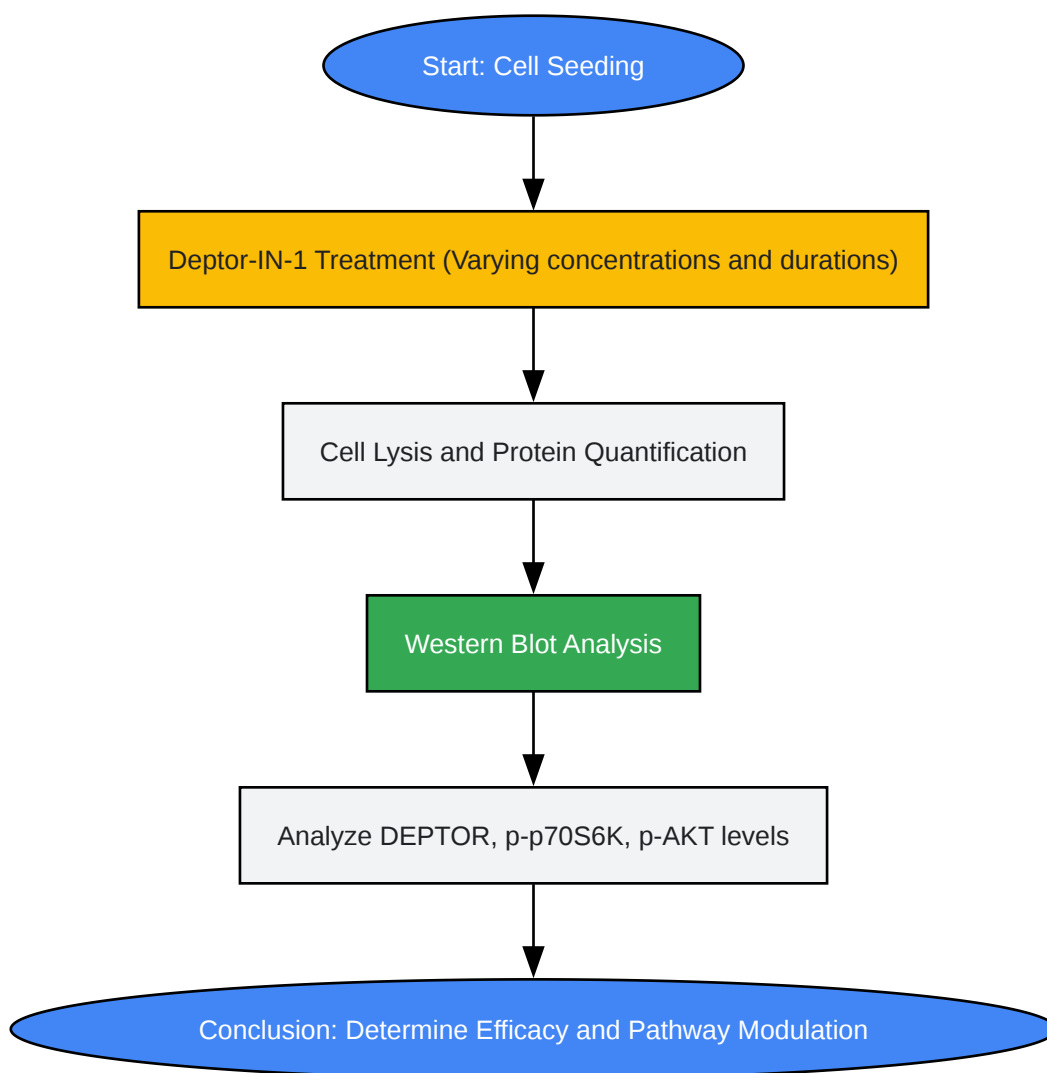 Start: Cell Seeding
Deptor-IN-1 Treatment (Varying concentrations and durations)
Cell Lysis and Protein Quantification
Western Blot Analysis
Analyze DEPTOR, p-p70S6K, p-AKT levels
Conclusion: Determine Efficacy and Pathway Modulation